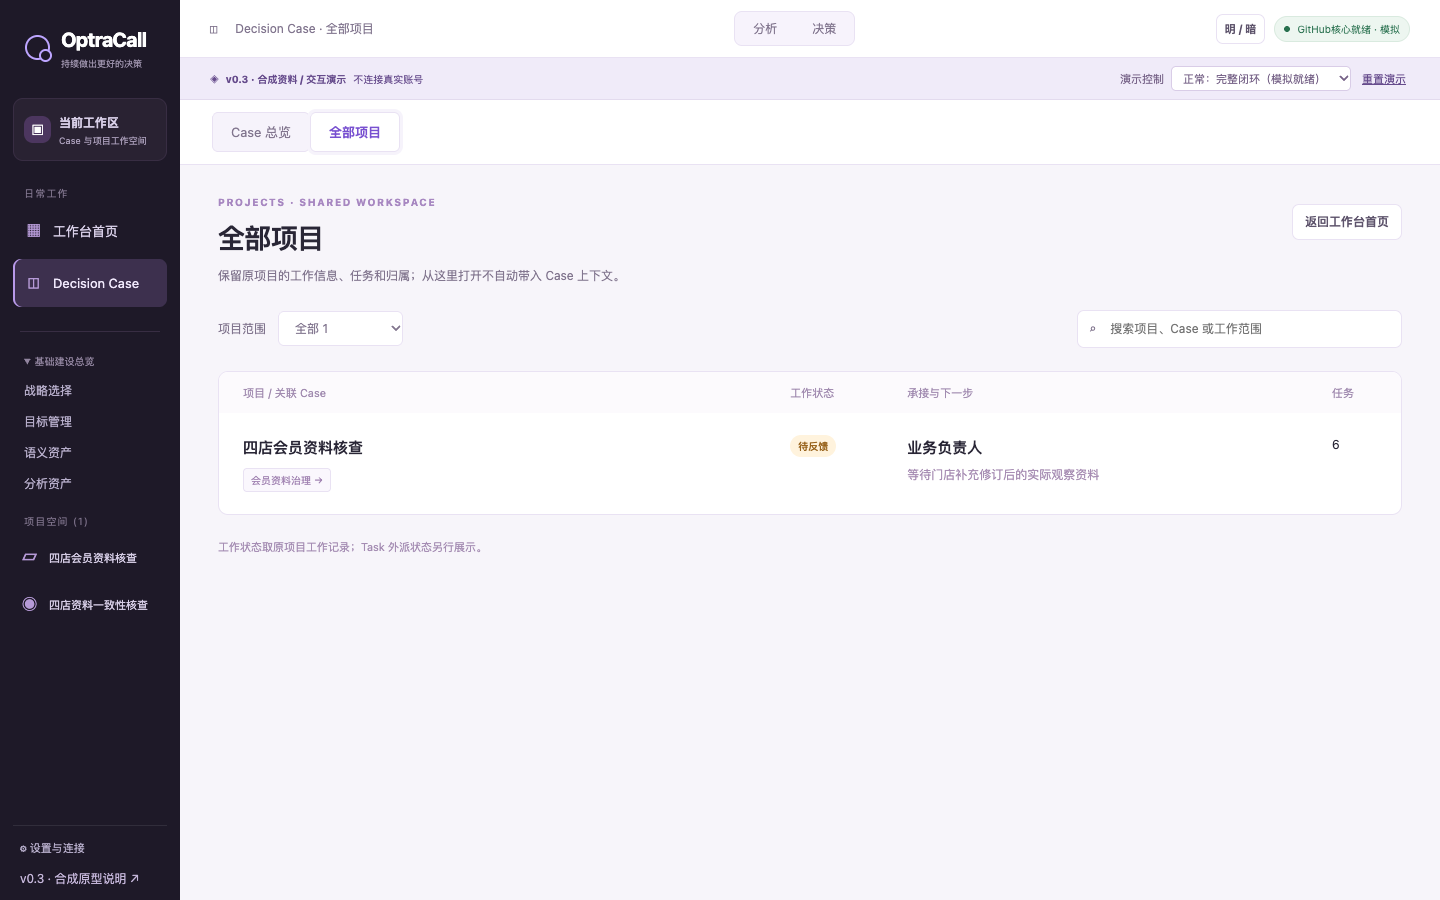 OptraCall
持续做出更好的决策
当前工作区
Case 与项目工作空间
日常工作
工作台首页
Decision Case
▼ 基础建设总览
战略选择
目标管理
语义资产
分析资产
项目空间 (1)
四店会员资料核查
四店资料一致性核查
设置与连接
v0.3 · 合成原型说明 ↗
Decision Case · 全部项目
分析
决策
明 / 暗
● GitHub核心就绪 · 模拟
◈ v0.3 · 合成资料 / 交互演示 不连接真实账号
演示控制
正常：完整闭环（模拟就绪）
重置演示
Case 总览
全部项目
PROJECTS · SHARED WORKSPACE
全部项目
返回工作台首页
保留原项目的工作信息、任务和归属；从这里打开不自动带入 Case 上下文。
项目范围
全部 1
搜索项目、Case 或工作范围
项目 / 关联 Case
工作状态
承接与下一步
任务
四店会员资料核查
待反馈
业务负责人
6
会员资料治理 →
等待门店补充修订后的实际观察资料
工作状态取原项目工作记录；Task 外派状态另行展示。